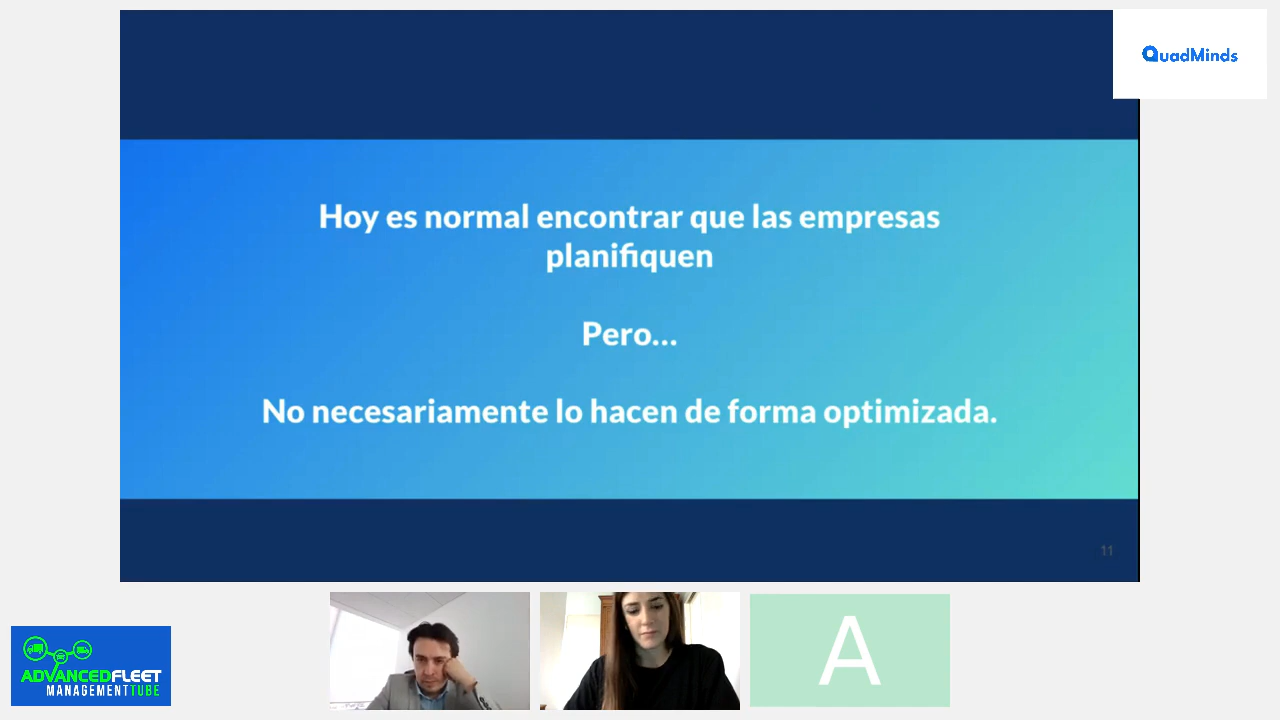 QuadMinds
Hoy es normal encontrar que las empresas
planifiquen
Pero...
No necesariamente lo hacen de forma optimizada.
11
ADVANCEDFLEET
MANAGEMENTTUBE
A